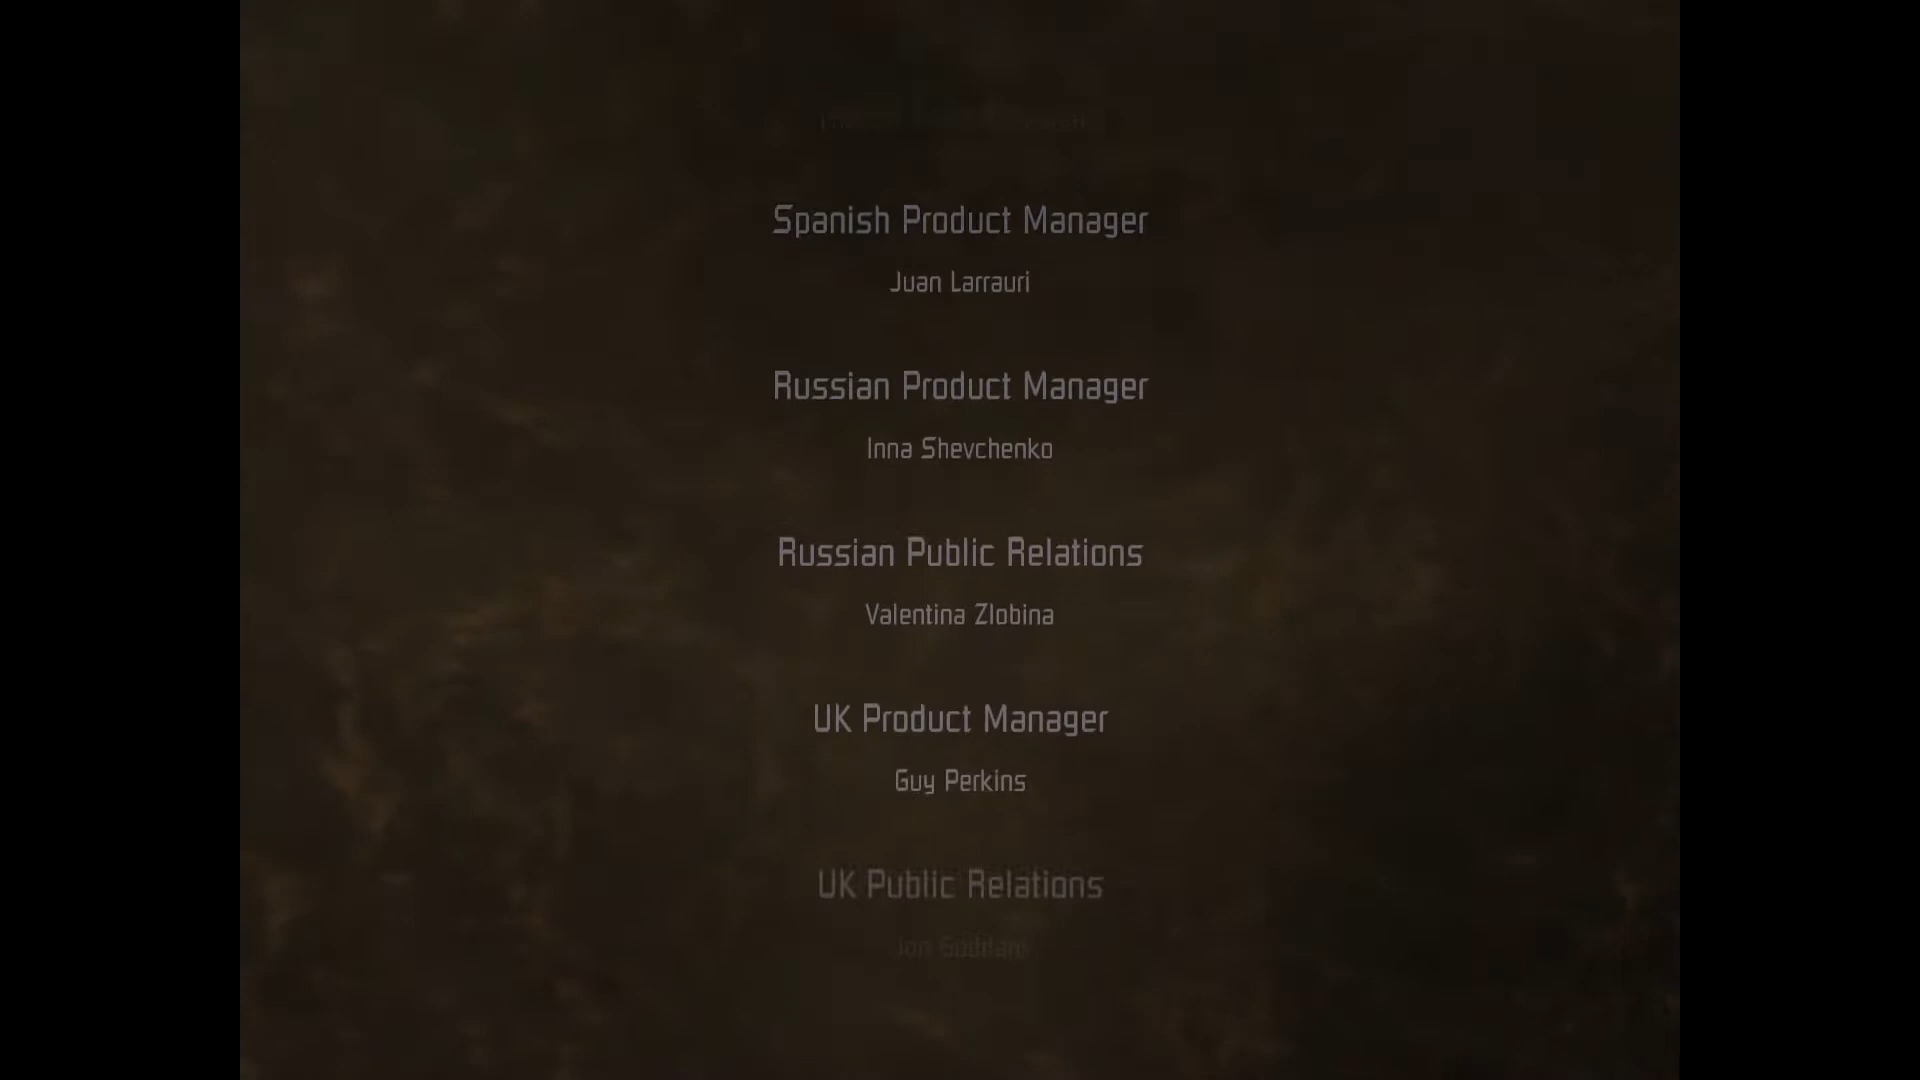 Spanish Product Manager
Juan Larrauri
Russian Product Manager
Inna Shevchenko
Russian Public Relations
Valentina Zlobina
UK Product Manager
Guy Perkins
UK Public Relations